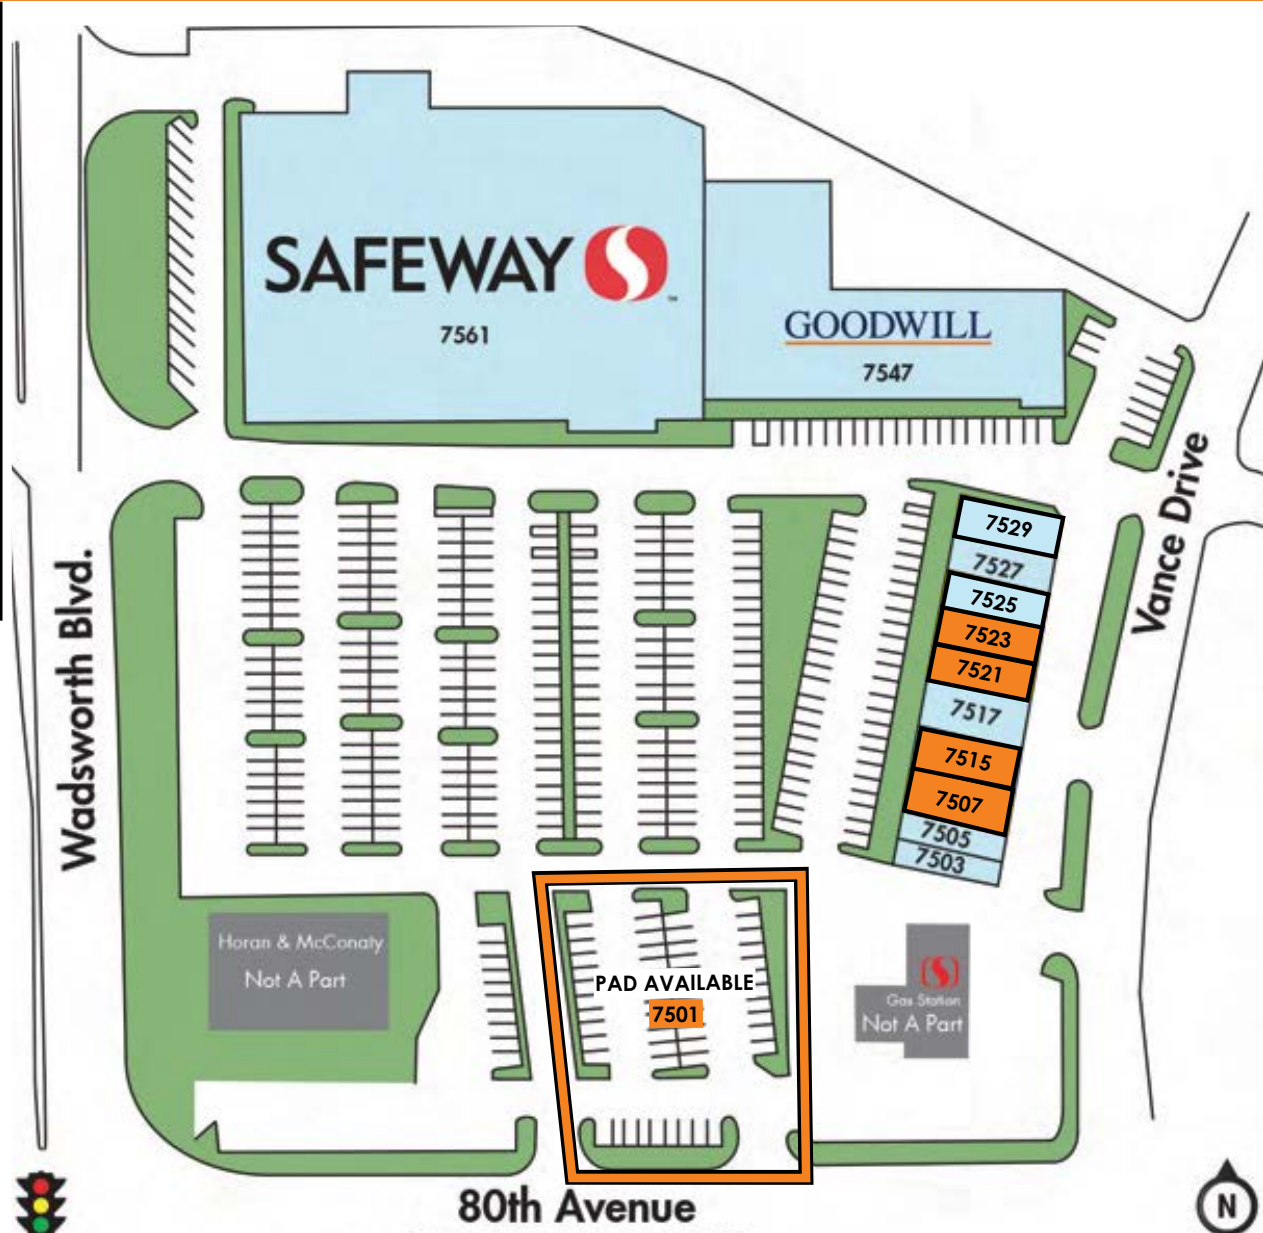 SAFEWAY
™
7561
GOODWILL
7547
Wadsworth Blvd.
Vance Drive
7529
7527
7525
7523
7521
7517
7515
7507
7505
7503
Horan & McConaty
Not A Part
PAD AVAILABLE
7501
Gas Station
Not A Part
80th Avenue
N